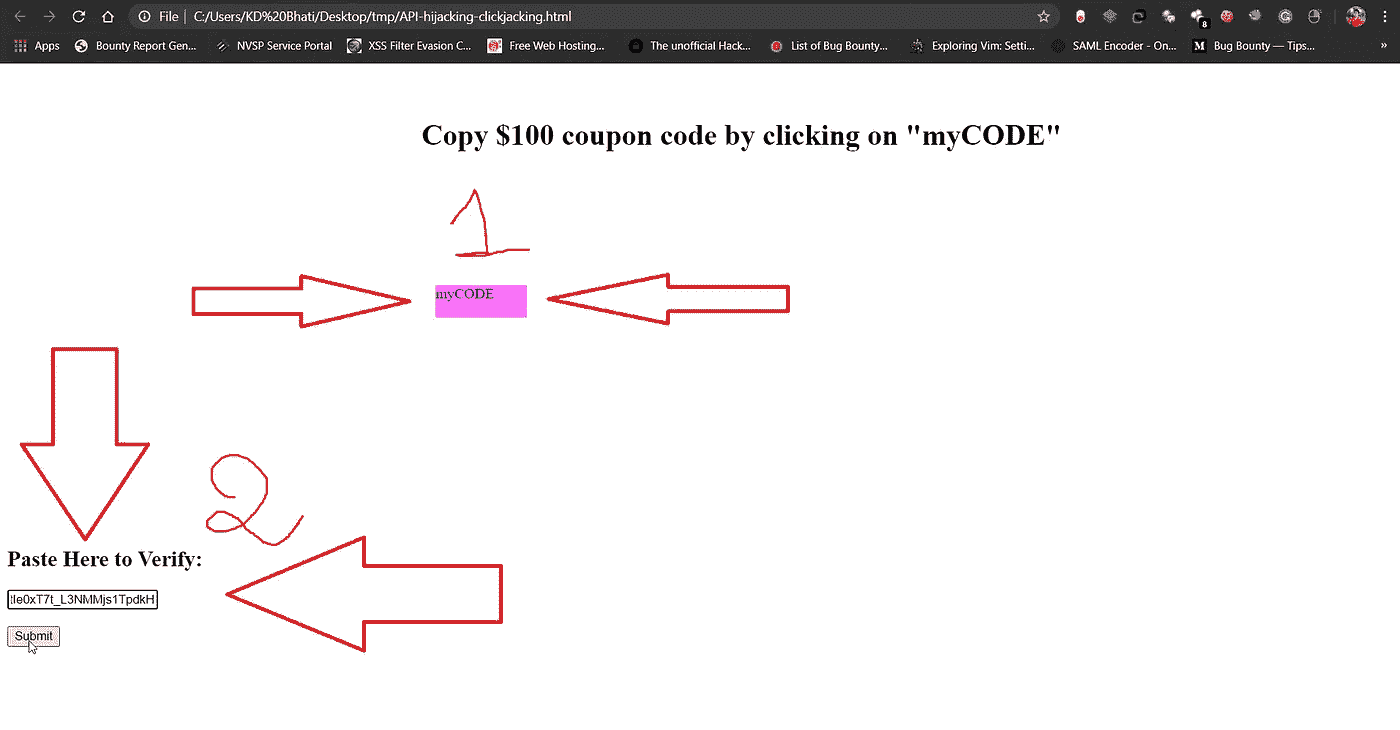 File | C:/Users/KD%20Bhati/Desktop/tmp/API-hijacking-clickjacking.html
8
Apps Bounty Report Gen... NVSP Service Portal XSS Filter Evasion C... Free Web Hosting... The unofficial Hack... List of Bug Bounty... Exploring Vim: Setti... SAML Encoder - On... M Bug Bounty — Tips... »
Copy $100 coupon code by clicking on "myCODE"
1
myCODE
2
Paste Here to Verify:
tle0xT7t_L3NMMjs1TpdkH
Submit